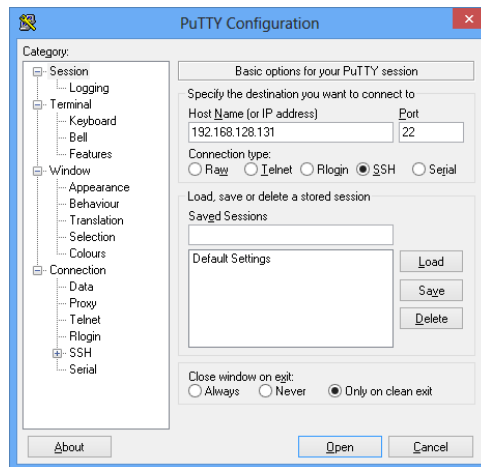 PuTTY Configuration
Category:
Session
Logging
Terminal
Keyboard
Bell
Features
Window
Appearance
Behaviour
Translation
Selection
Colours
Connection
Data
Proxy
Telnet
Rlogin
SSH
Serial
Basic options for your PuTTY session
Specify the destination you want to connect to
Host Name (or IP address) Port
192.168.128.131 22
Connection type:
Raw Telnet Rlogin SSH Serial
Load, save or delete a stored session
Saved Sessions
Default Settings
Load
Save
Delete
Close window on exit:
Always Never Only on clean exit
About Open Cancel